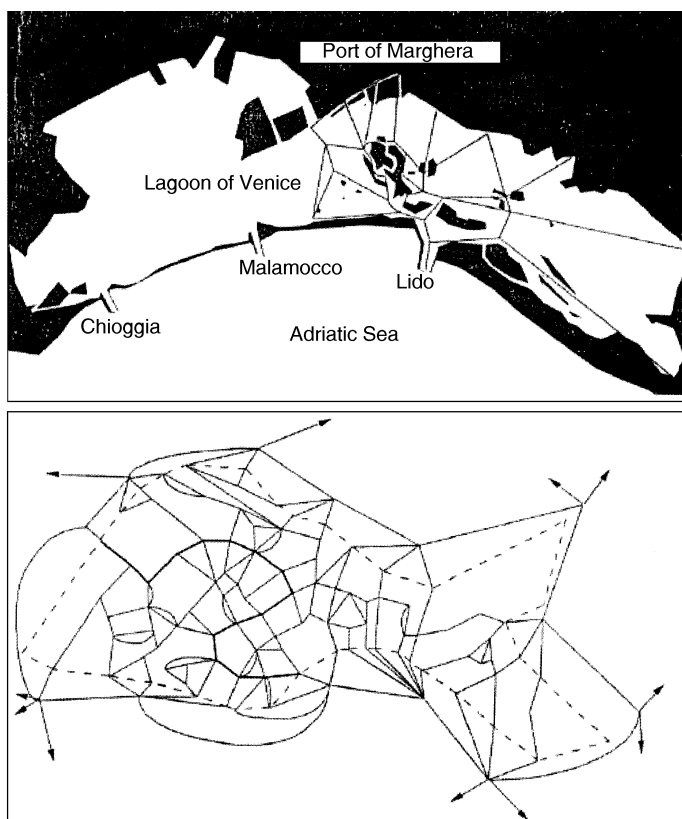 Port of Marghera
Lagoon of Venice
Malamocco
Lido
Chioggia
Adriatic Sea